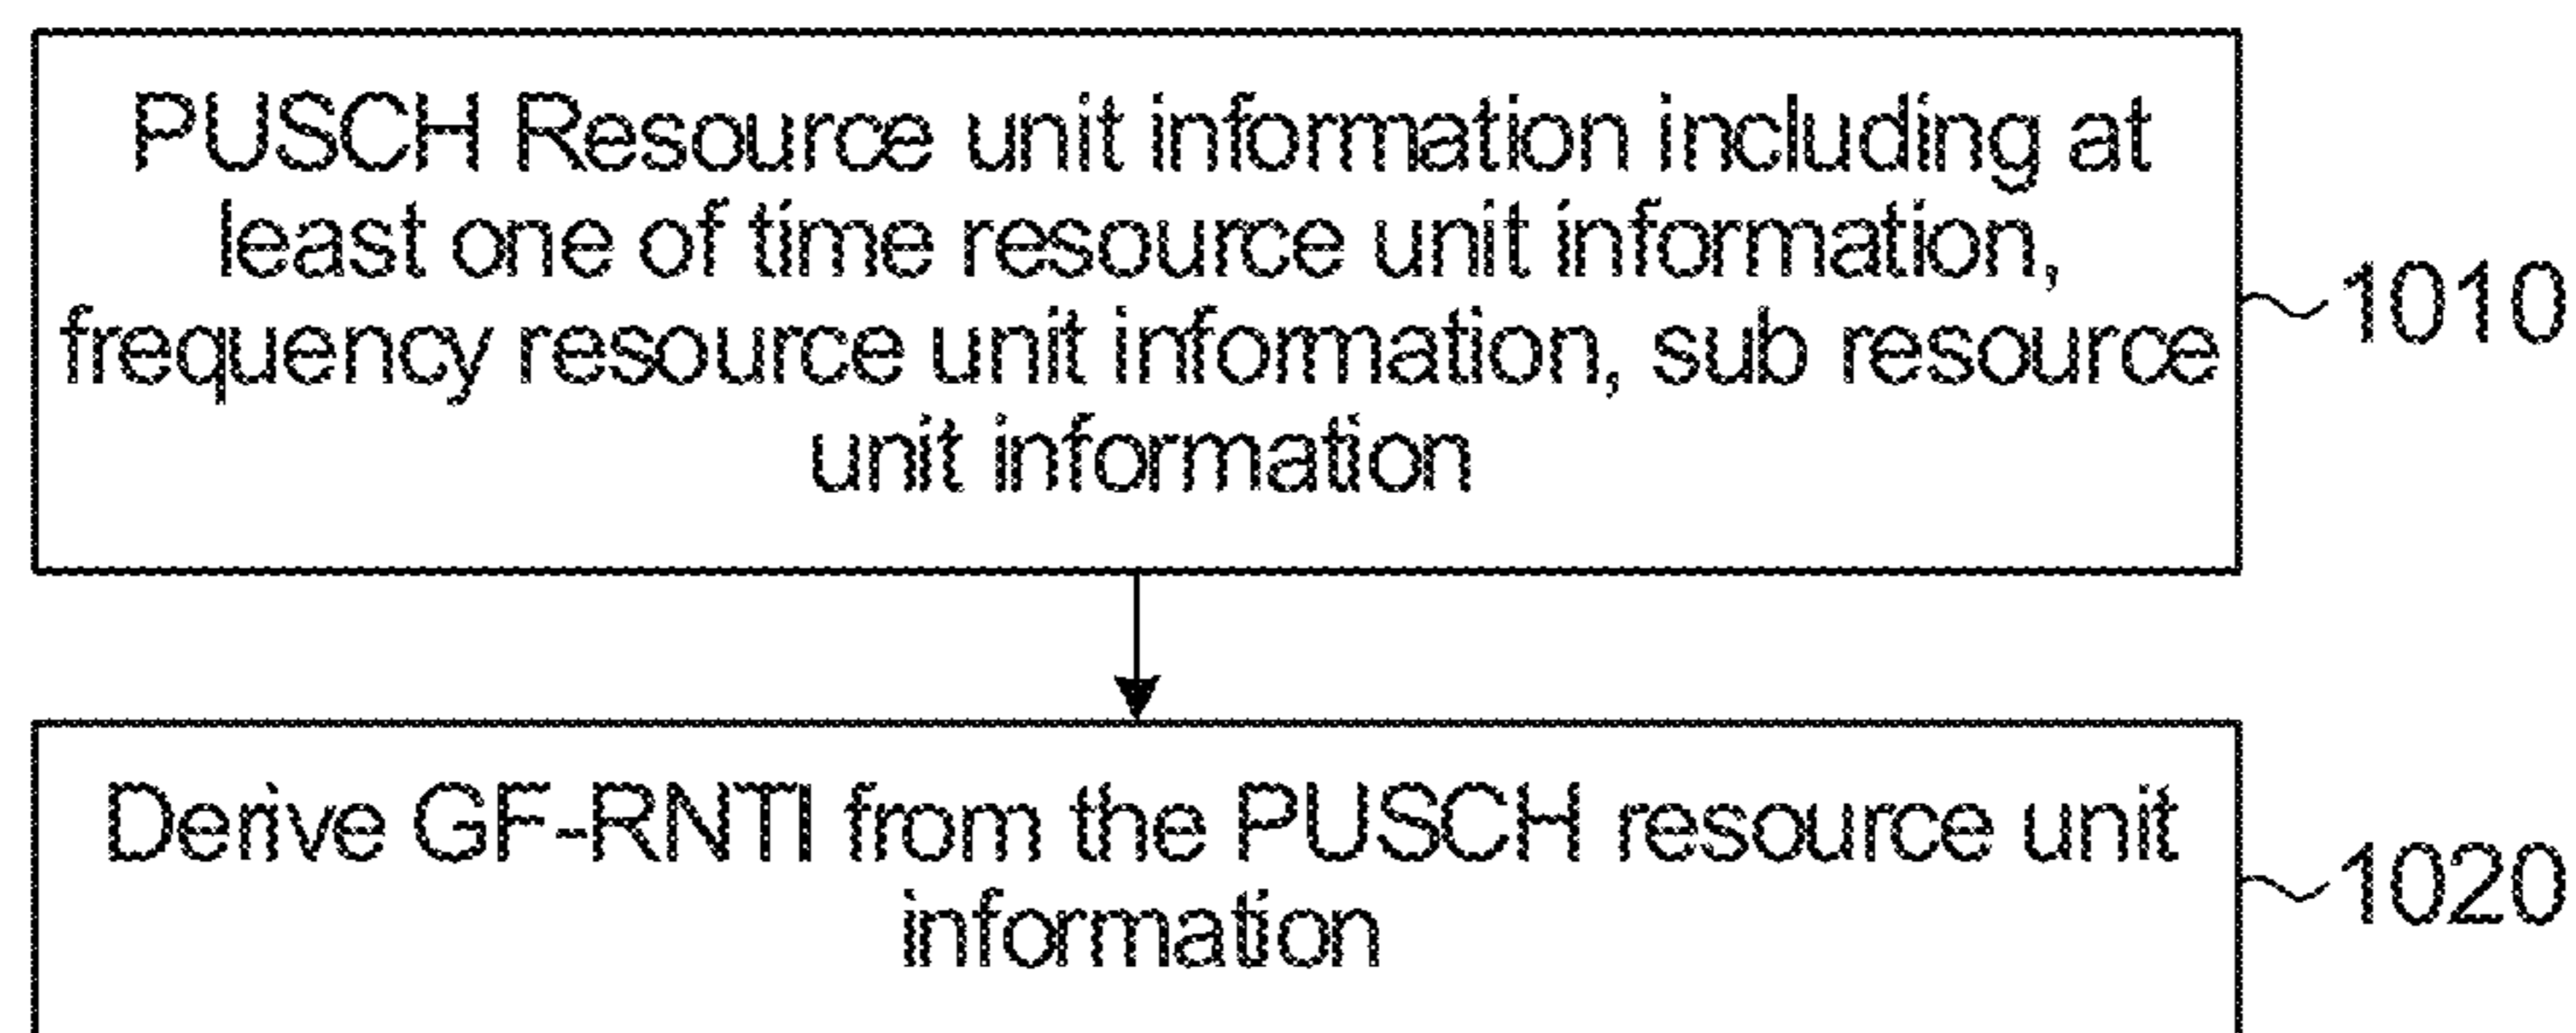 PUSCH Resource unit information including at
least one of time resource unit information,
frequency resource unit information, sub resource
unit information
1010
Derive GF-RNTI from the PUSCH resource unit
information
1020